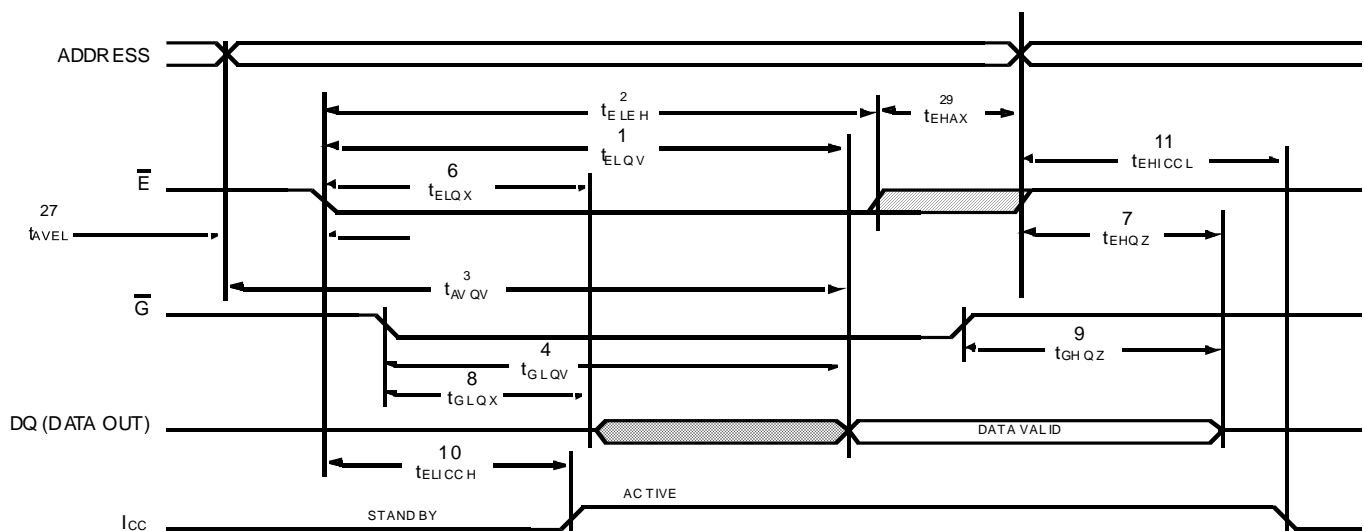 ADDRESS
2
tELEH
29
tEHAX
1
tELQV
11
tEHICCL
6
tELQX
E
27
tAVEL
7
tEHQZ
3
tAVQV
G
9
tGHQZ
4
tGLQV
8
tGLQX
DQ (DATA OUT)
DATA VALID
10
tELICCH
ACTIVE
STANDBY
ICC